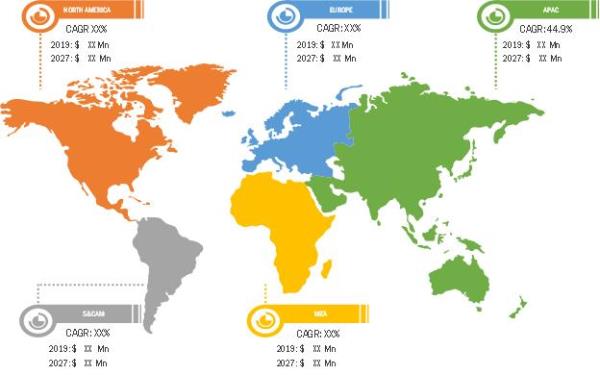 NORTH AMERICA
CAGR XX%
2019: $ XX Mn
2027: $ XX Mn
EUROPE
CAGR: XX%
2019: $ XX Mn
2027: $ XX Mn
APAC
CAGR: 44.9%
2019: $ XX Mn
2027: $ XX Mn
S&CAM
CAGR: XX%
2019: $ XX Mn
2027: $ XX Mn
MEA
CAGR: XX%
2019: $ XX Mn
2027: $ XX Mn